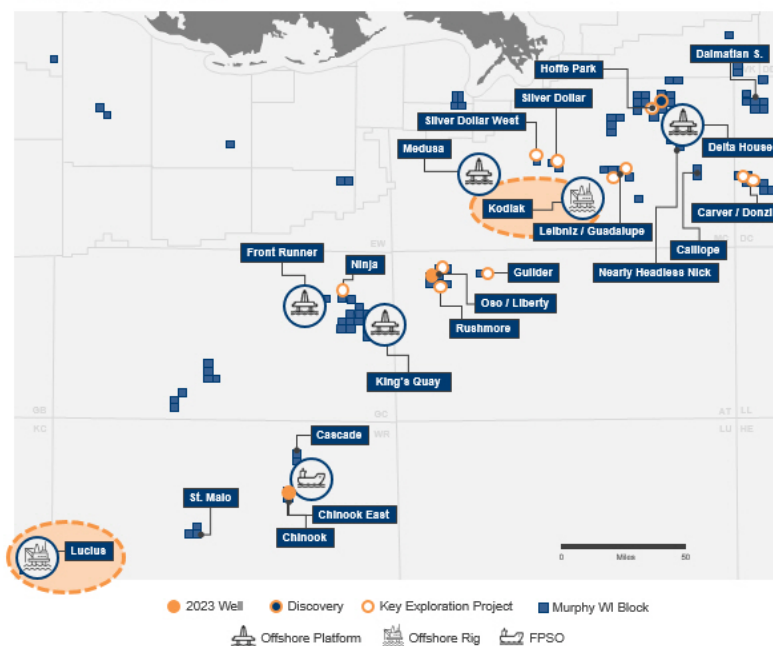 Dalmatian S.
Hoffe Park
Silver Dollar
Silver Dollar West
Medusa
Delta House
Kodiak
Carver / Donzi
Leibniz / Guadalupe
Calliope
EW
MC
DC
Front Runner
Ninja
Gulider
Nearly Headless Nick
Oso / Liberty
Rushmore
King's Quay
GB
GC
AT
LL
KC
WR
LU
HE
Cascade
St. Malo
Chinook East
Chinook
Lucius
0
Miles
50
2023 Well
Discovery
Key Exploration Project
Murphy WI Block
Offshore Platform
Offshore Rig
FPSO